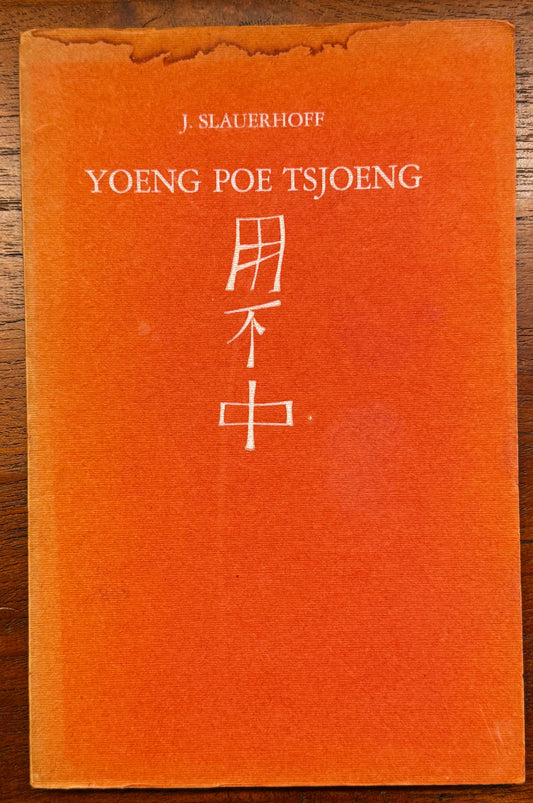 J. SLAUERHOFF
YOENG POE TSJOENG
用
不
中